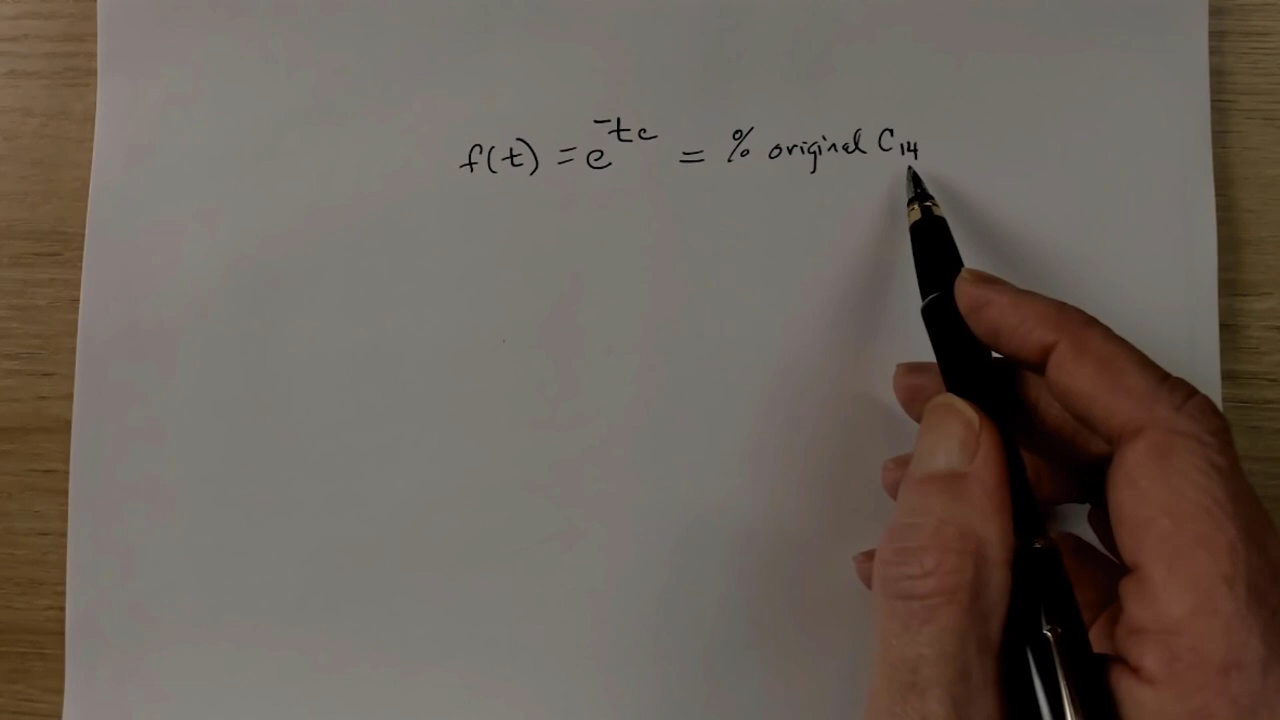 f(t) = e^{-tc} = % original C₁₄